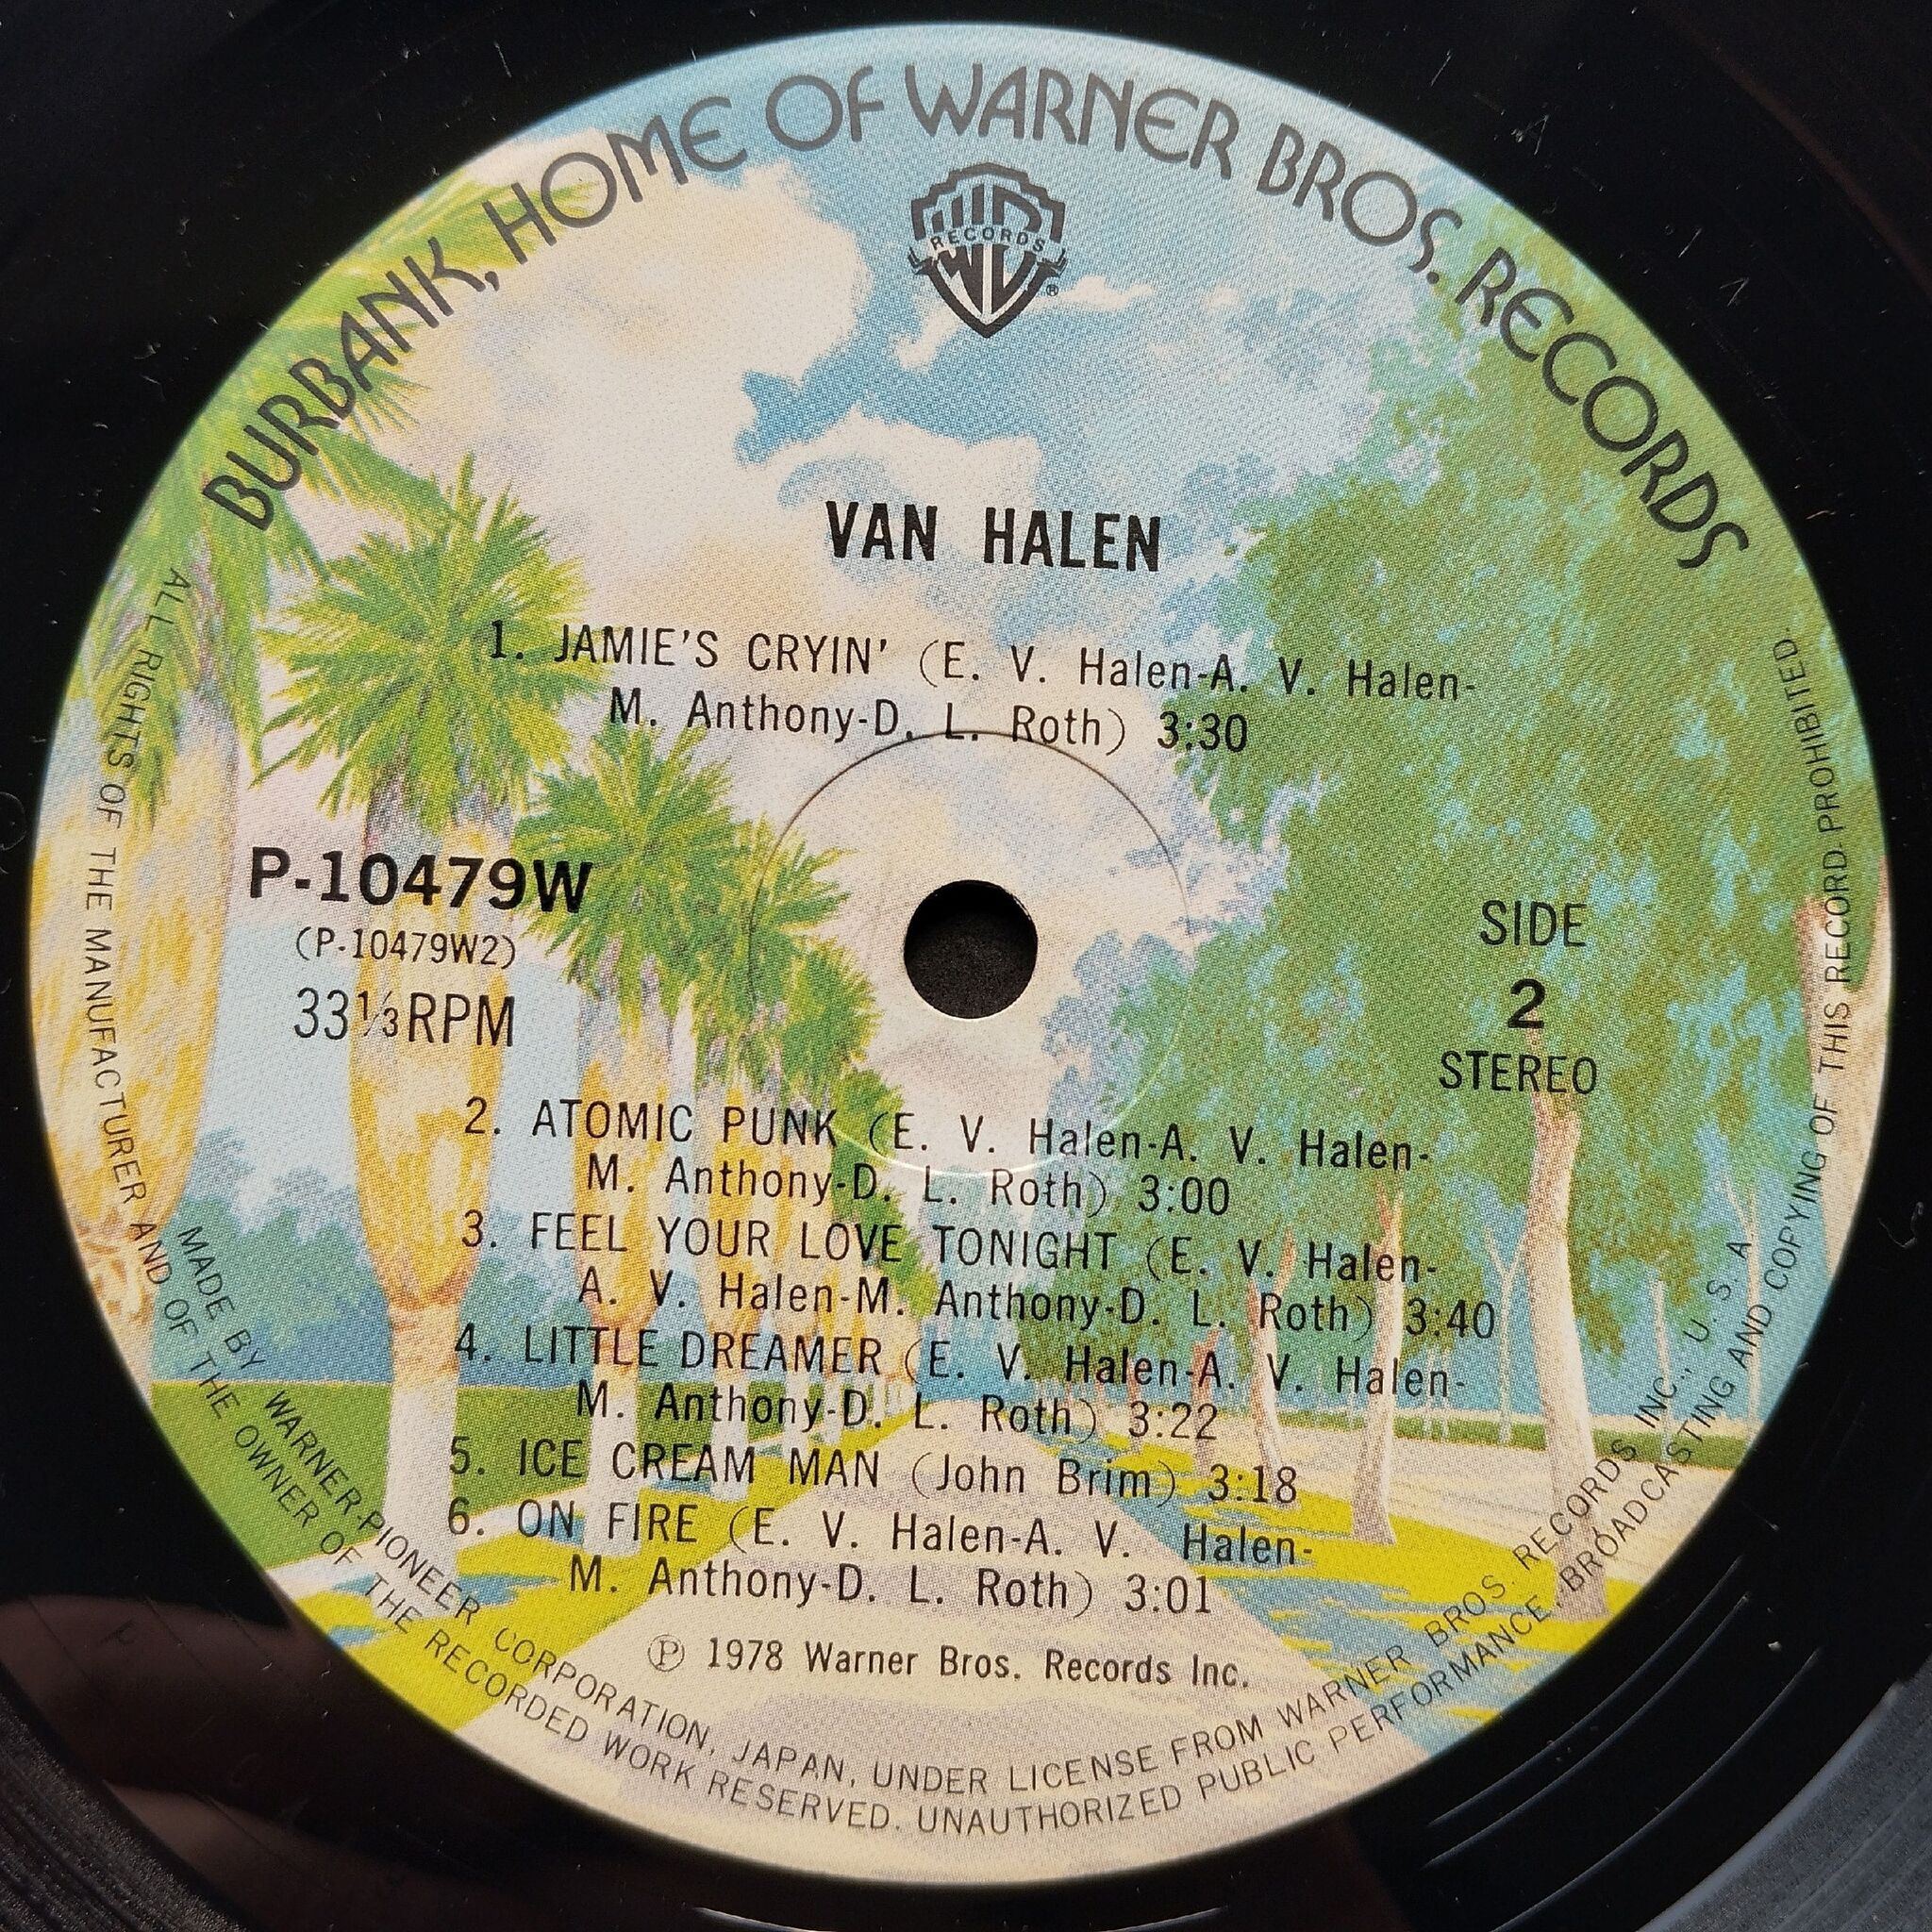 BURBANK, HOME OF WARNER BROS. RECORDS
RECORDS
®
VAN HALEN
1. JAMIE'S CRYIN' (E. V. Halen-A. V. Halen-
M. Anthony-D. L. Roth) 3:30
P-10479W
(P-10479W2)
33⅓RPM
SIDE
2
STEREO
2. ATOMIC PUNK (E. V. Halen-A. V. Halen-
M. Anthony-D. L. Roth) 3:00
3. FEEL YOUR LOVE TONIGHT (E. V. Halen-
A. V. Halen-M. Anthony-D. L. Roth) 3:40
4. LITTLE DREAMER (E. V. Halen-A. V. Halen-
M. Anthony-D. L. Roth) 3:22
5. ICE CREAM MAN (John Brim) 3:18
6. ON FIRE (E. V. Halen-A. V. Halen-
M. Anthony-D. L. Roth) 3:01
℗ 1978 Warner Bros. Records Inc.
MADE BY WARNER-PIONEER CORPORATION, JAPAN, UNDER LICENSE FROM WARNER BROS. RECORDS INC., U.S.A
ALL RIGHTS OF THE MANUFACTURER AND OF THE OWNER OF THE RECORDED WORK RESERVED. UNAUTHORIZED PUBLIC PERFORMANCE, BROADCASTING AND COPYING OF THIS RECORD PROHIBITED.